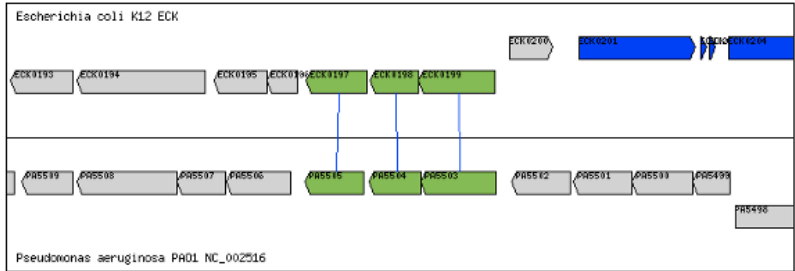 Escherichia coli K12 ECK
ECK0200
ECK0201
ECK0204
ECK0193
ECK0194
ECK0195
ECK0197
ECK0198
ECK0199
PA5509
PA5508
PA5507
PA5506
PA5505
PA5504
PA5503
PA5502
PA5501
PA5500
PA5499
PA5498
Pseudomonas aeruginosa PAO1 NC_002516